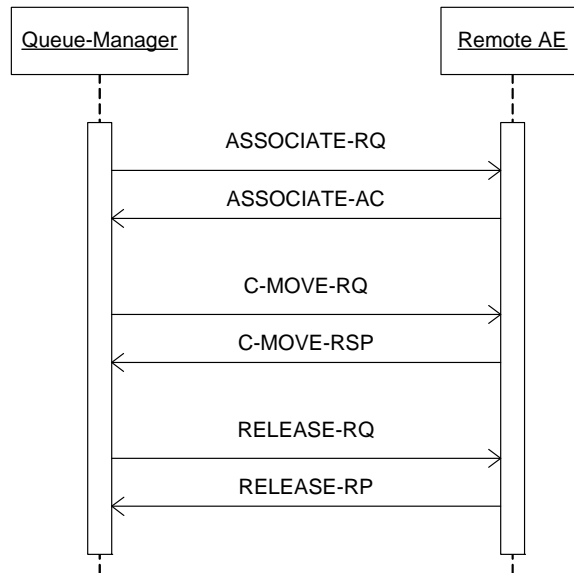 Queue-Manager
Remote AE
ASSOCIATE-RQ
ASSOCIATE-AC
C-MOVE-RQ
C-MOVE-RSP
RELEASE-RQ
RELEASE-RP